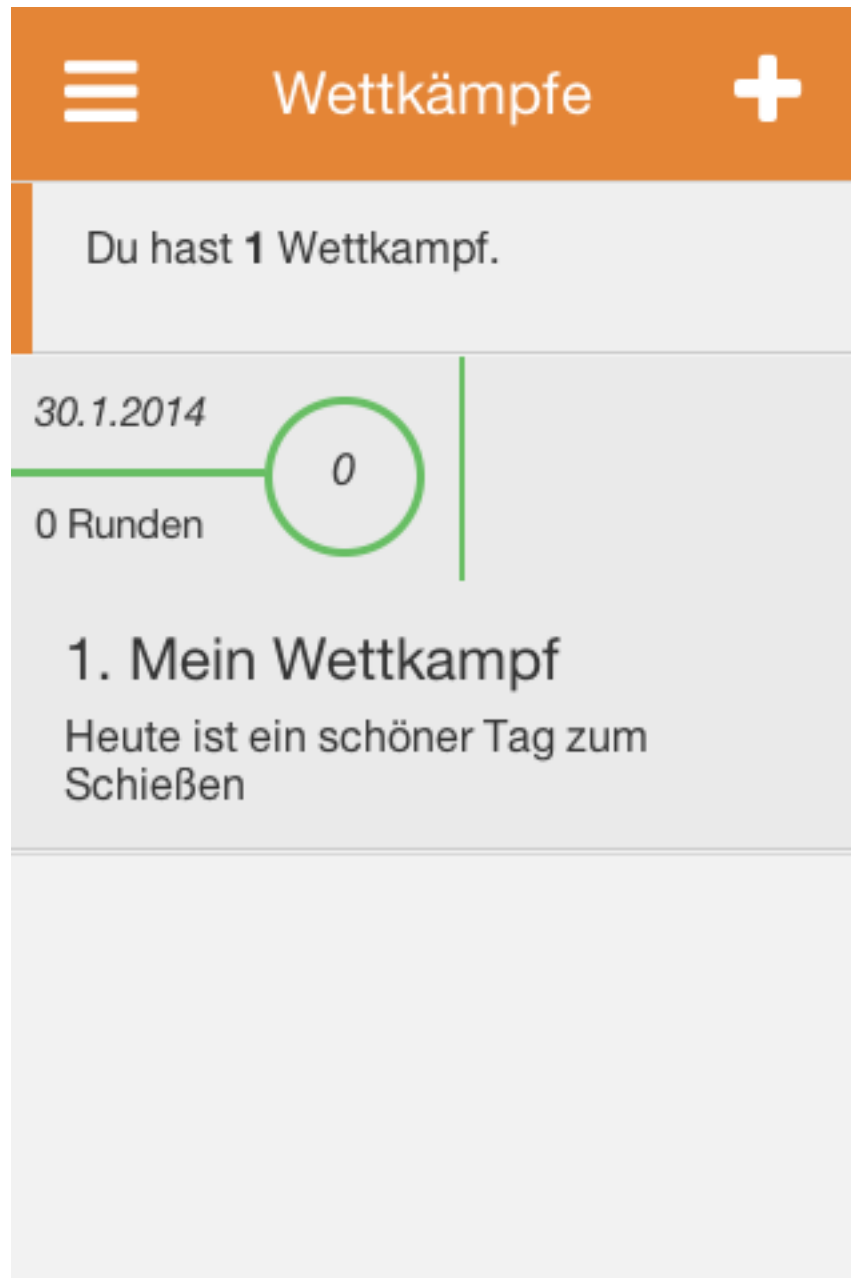 Wettkämpfe
Du hast 1 Wettkampf.
30.1.2014
0
0 Runden
1. Mein Wettkampf
Heute ist ein schöner Tag zum
Schießen